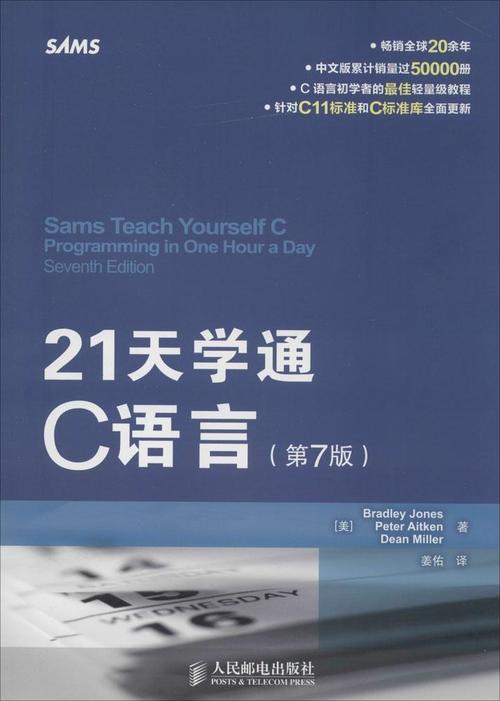 SAMS
• 畅销全球20余年
• 中文版累计销量过50000册
• C 语言初学者的最佳轻量级教程
• 针对C11标准和C标准库全面更新
Sams Teach Yourself C
Programming in One Hour a Day
Seventh Edition
21天学通
C语言（第7版）
Bradley Jones
[美] Peter Aitken 著
Dean Miller
姜佑 译
14
21
15
WEDNESDAY
16
人民邮电出版社
POSTS & TELECOM PRESS